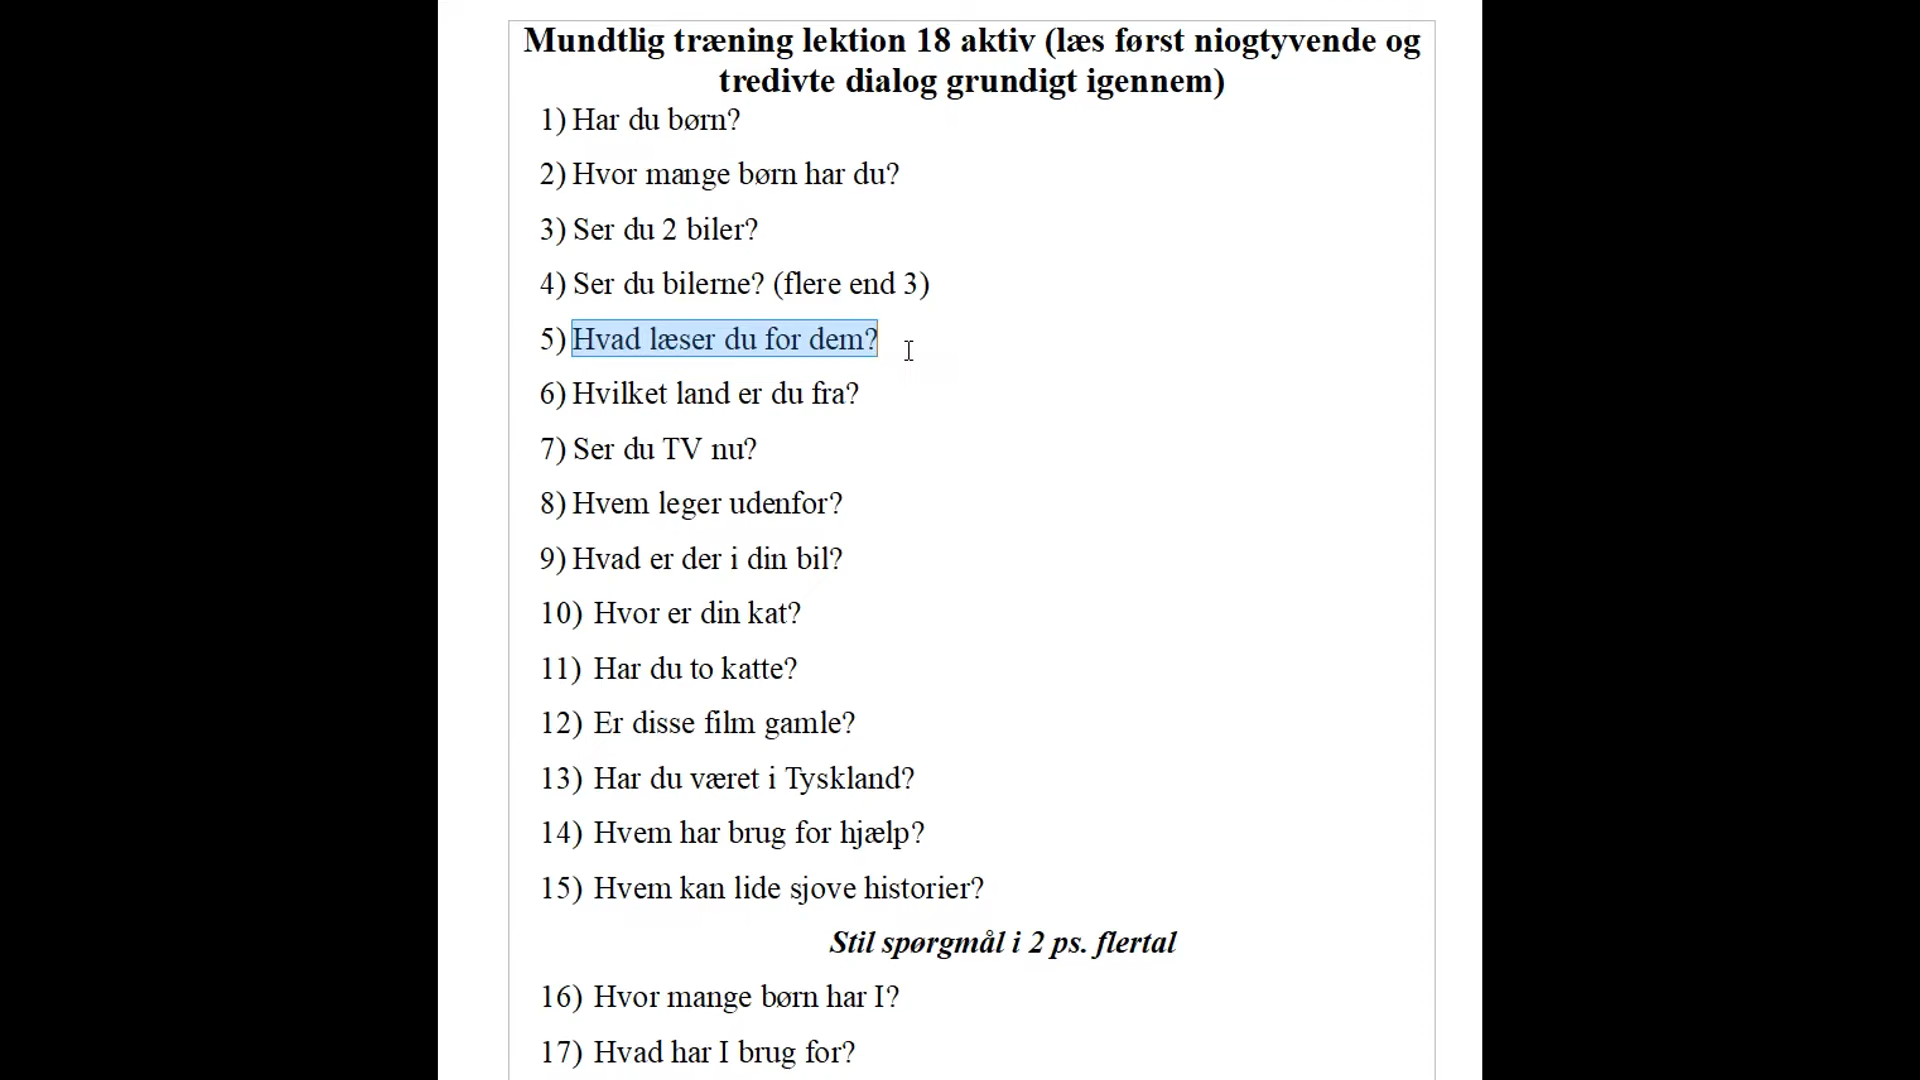 Mundtlig træning lektion 18 aktiv (læs først niogtyvende og
tredivte dialog grundigt igennem)
1) Har du børn?
2) Hvor mange børn har du?
3) Ser du 2 biler?
4) Ser du bilerne? (flere end 3)
5) Hvad læser du for dem?
6) Hvilket land er du fra?
7) Ser du TV nu?
8) Hvem leger udenfor?
9) Hvad er der i din bil?
10) Hvor er din kat?
11) Har du to katte?
12) Er disse film gamle?
13) Har du været i Tyskland?
14) Hvem har brug for hjælp?
15) Hvem kan lide sjove historier?
Stil spørgmål i 2 ps. flertal
16) Hvor mange børn har I?
17) Hvad har I brug for?